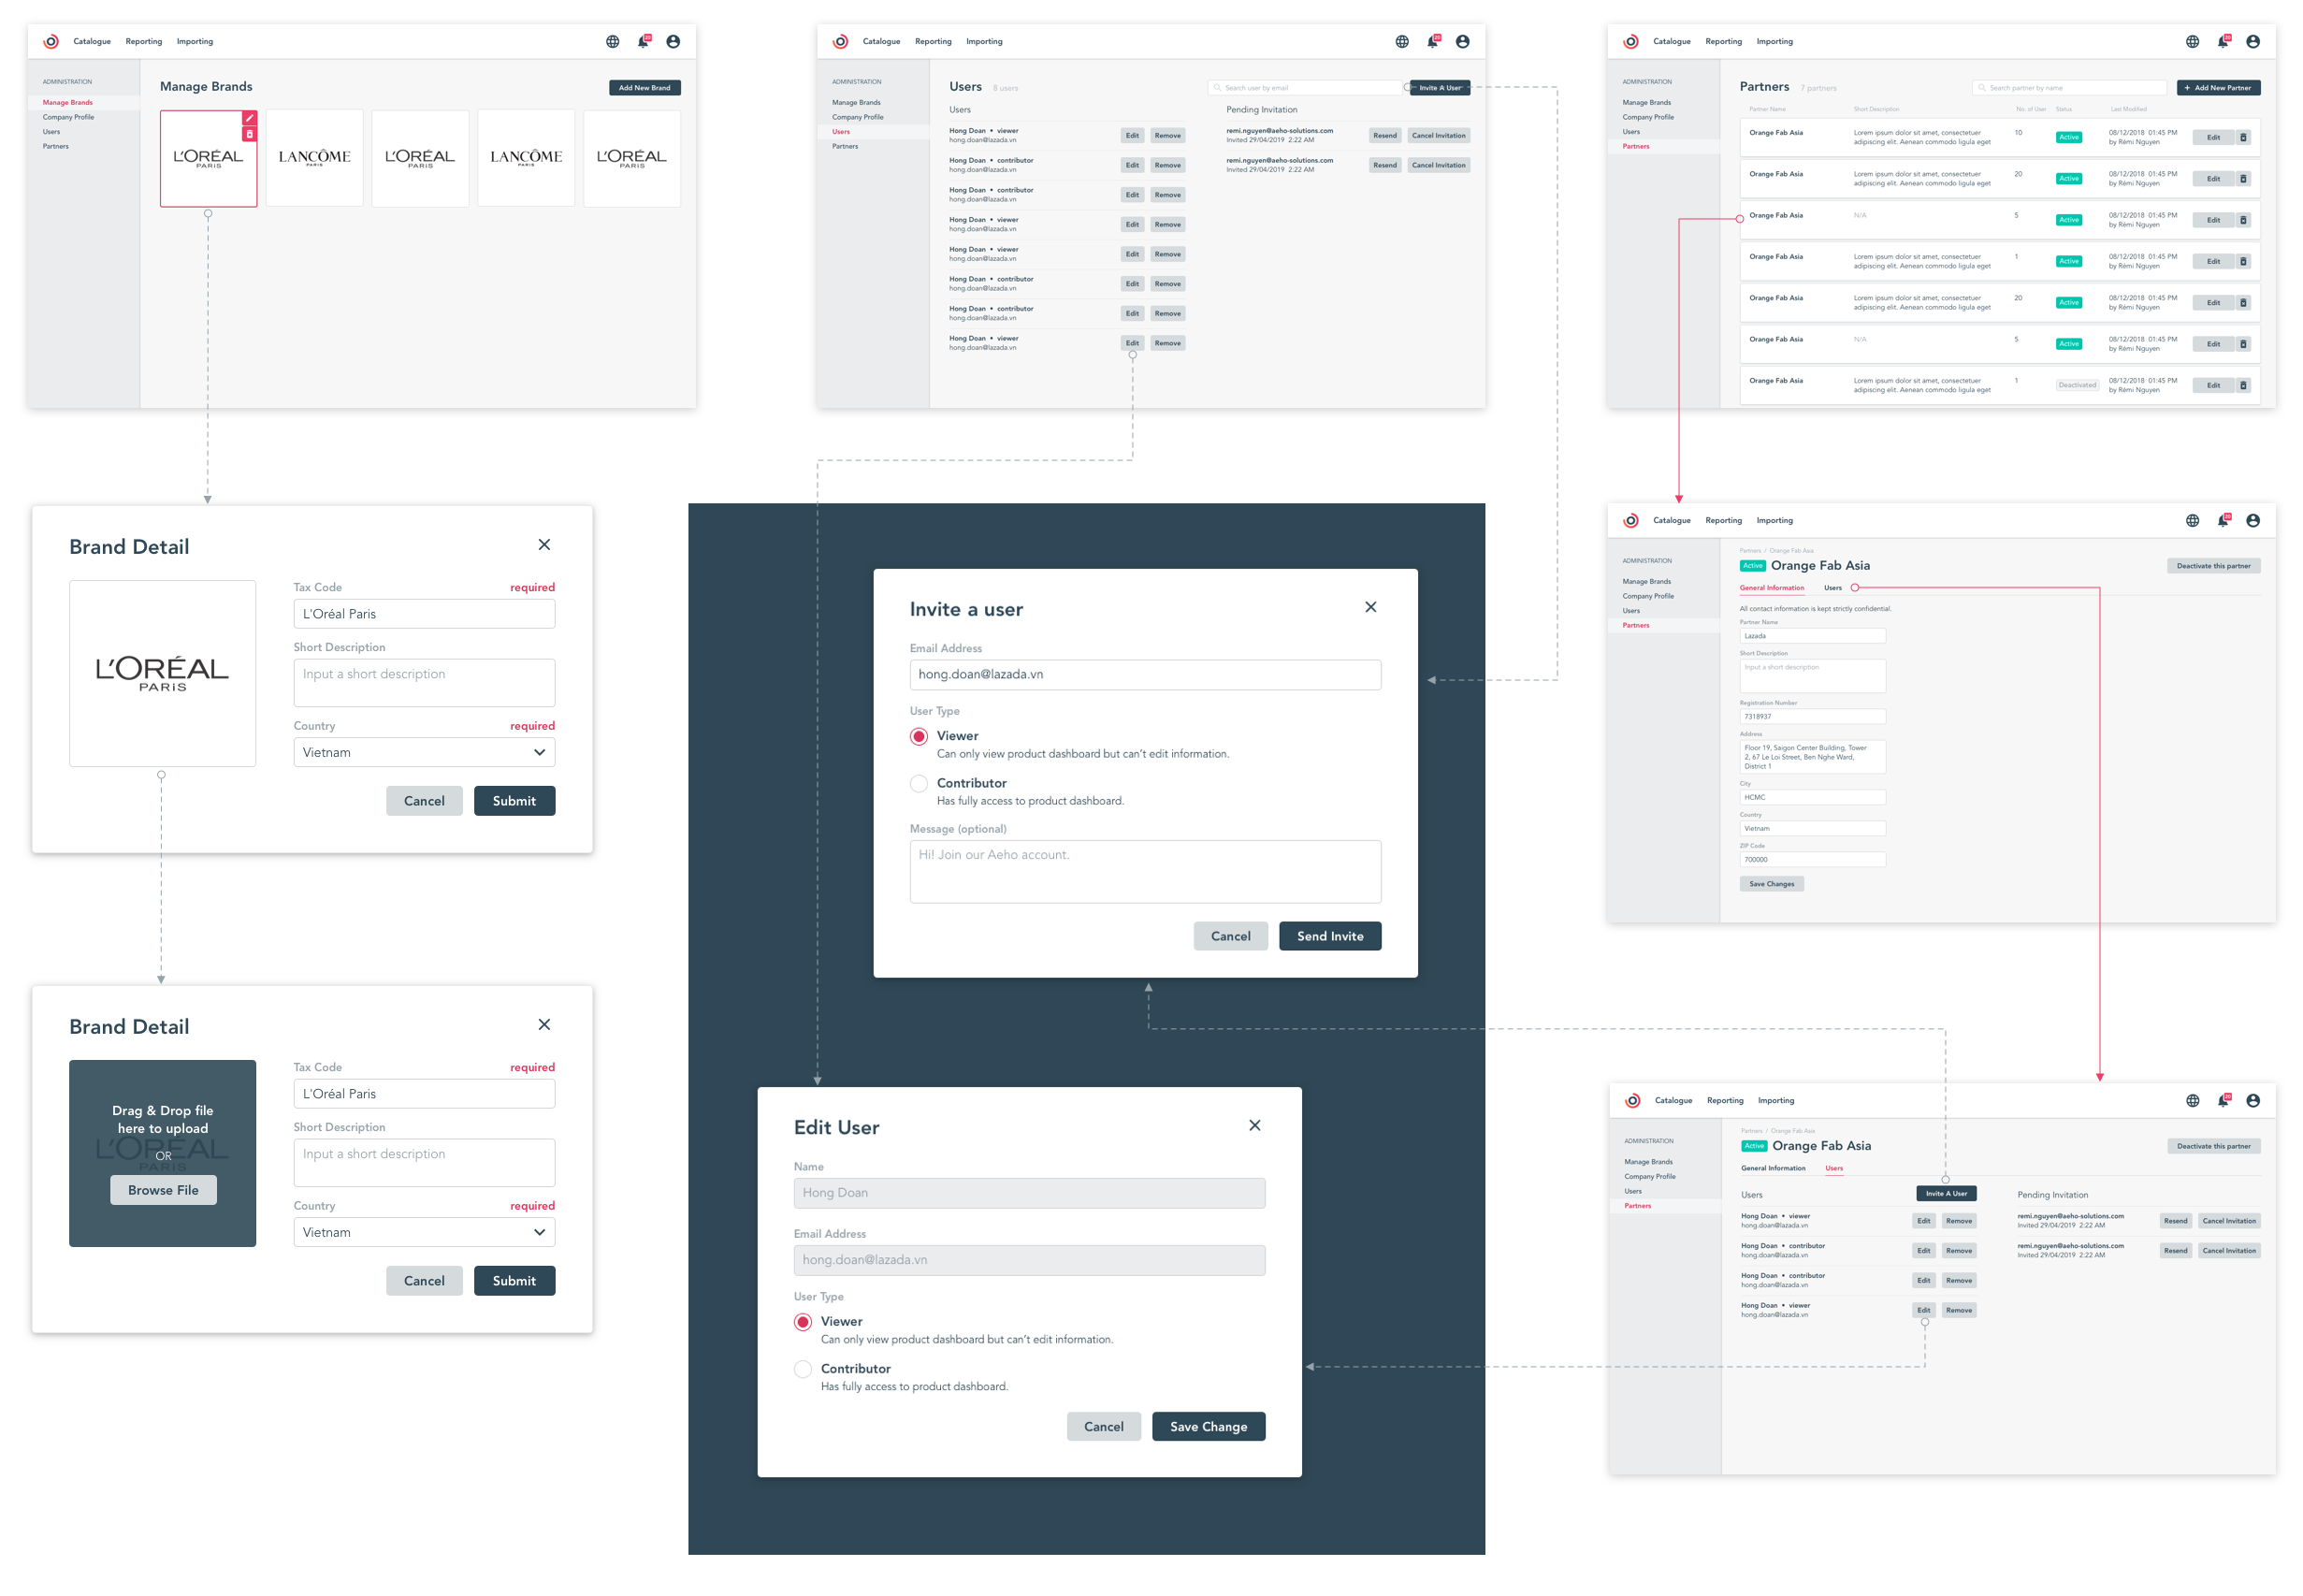 Catalogue Reporting Importing
20
ADMINISTRATION
Manage Brands
Company Profile
Users
Partners
Manage Brands
Add New Brand
L'ORÉAL
PARIS
LANCÔME
PARIS
L'ORÉAL
PARIS
LANCÔME
PARIS
L'ORÉAL
PARIS
Catalogue Reporting Importing
20
ADMINISTRATION
Manage Brands
Company Profile
Users
Partners
Users 8 users
Search user by email
Invite A User
Users
Hong Doan • viewer
hong.doan@lazada.vn
Edit Remove
Hong Doan • contributor
hong.doan@lazada.vn
Edit Remove
Hong Doan • contributor
hong.doan@lazada.vn
Edit Remove
Hong Doan • viewer
hong.doan@lazada.vn
Edit Remove
Hong Doan • viewer
hong.doan@lazada.vn
Edit Remove
Hong Doan • contributor
hong.doan@lazada.vn
Edit Remove
Hong Doan • contributor
hong.doan@lazada.vn
Edit Remove
Hong Doan • viewer
hong.doan@lazada.vn
Edit Remove
Pending Invitation
remi.nguyen@aeho-solutions.com
Invited 29/04/2019 2:22 AM
Resend Cancel Invitation
remi.nguyen@aeho-solutions.com
Invited 29/04/2019 2:22 AM
Resend Cancel Invitation
Catalogue Reporting Importing
20
ADMINISTRATION
Manage Brands
Company Profile
Users
Partners
Partners 7 partners
Search partner by name
+ Add New Partner
Partner Name Short Description No. of User Status Last Modified
Orange Fab Asia Lorem ipsum dolor sit amet, consectetuer 10 Active 08/12/2018 01:45 PM Edit
adipiscing elit. Aenean commodo ligula eget by Rémi Nguyen
Orange Fab Asia Lorem ipsum dolor sit amet, consectetuer 20 Active 08/12/2018 01:45 PM Edit
adipiscing elit. Aenean commodo ligula eget by Rémi Nguyen
Orange Fab Asia N/A 5 Active 08/12/2018 01:45 PM Edit
by Rémi Nguyen
Orange Fab Asia Lorem ipsum dolor sit amet, consectetuer 1 Active 08/12/2018 01:45 PM Edit
adipiscing elit. Aenean commodo ligula eget by Rémi Nguyen
Orange Fab Asia Lorem ipsum dolor sit amet, consectetuer 20 Active 08/12/2018 01:45 PM Edit
adipiscing elit. Aenean commodo ligula eget by Rémi Nguyen
Orange Fab Asia N/A 5 Active 08/12/2018 01:45 PM Edit
by Rémi Nguyen
Orange Fab Asia Lorem ipsum dolor sit amet, consectetuer 1 Deactivated 08/12/2018 01:45 PM Edit
adipiscing elit. Aenean commodo ligula eget by Rémi Nguyen
Brand Detail
L'ORÉAL
PARIS
Tax Code required
L'Oréal Paris
Short Description
Input a short description
Country required
Vietnam
Cancel Submit
Brand Detail
Drag & Drop file
here to upload
L'ORÉAL
OR
PARIS
Browse File
Tax Code required
L'Oréal Paris
Short Description
Input a short description
Country required
Vietnam
Cancel Submit
Invite a user
Email Address
hong.doan@lazada.vn
User Type
Viewer
Can only view product dashboard but can't edit information.
Contributor
Has fully access to product dashboard.
Message (optional)
Hi! Join our Aeho account.
Cancel Send Invite
Edit User
Name
Hong Doan
Email Address
hong.doan@lazada.vn
User Type
Viewer
Can only view product dashboard but can't edit information.
Contributor
Has fully access to product dashboard.
Cancel Save Change
Catalogue Reporting Importing
20
ADMINISTRATION
Manage Brands
Company Profile
Users
Partners
Partners / Orange Fab Asia
Active Orange Fab Asia
Deactivate this partner
General Information Users
All contact information is kept strictly confidential.
Partner Name
Lazada
Short Description
Input a short description
Registration Number
7318937
Address
Floor 19, Saigon Center Building, Tower
2, 67 Le Loi Street, Ben Nghe Ward,
District 1
City
HCMC
Country
Vietnam
ZIP Code
700000
Save Changes
Catalogue Reporting Importing
20
ADMINISTRATION
Manage Brands
Company Profile
Users
Partners
Partners / Orange Fab Asia
Active Orange Fab Asia
Deactivate this partner
General Information Users
Users
Invite A User
Hong Doan • viewer
hong.doan@lazada.vn
Edit Remove
Hong Doan • contributor
hong.doan@lazada.vn
Edit Remove
Hong Doan • contributor
hong.doan@lazada.vn
Edit Remove
Hong Doan • viewer
hong.doan@lazada.vn
Edit Remove
Pending Invitation
remi.nguyen@aeho-solutions.com
Invited 29/04/2019 2:22 AM
Resend Cancel Invitation
remi.nguyen@aeho-solutions.com
Invited 29/04/2019 2:22 AM
Resend Cancel Invitation